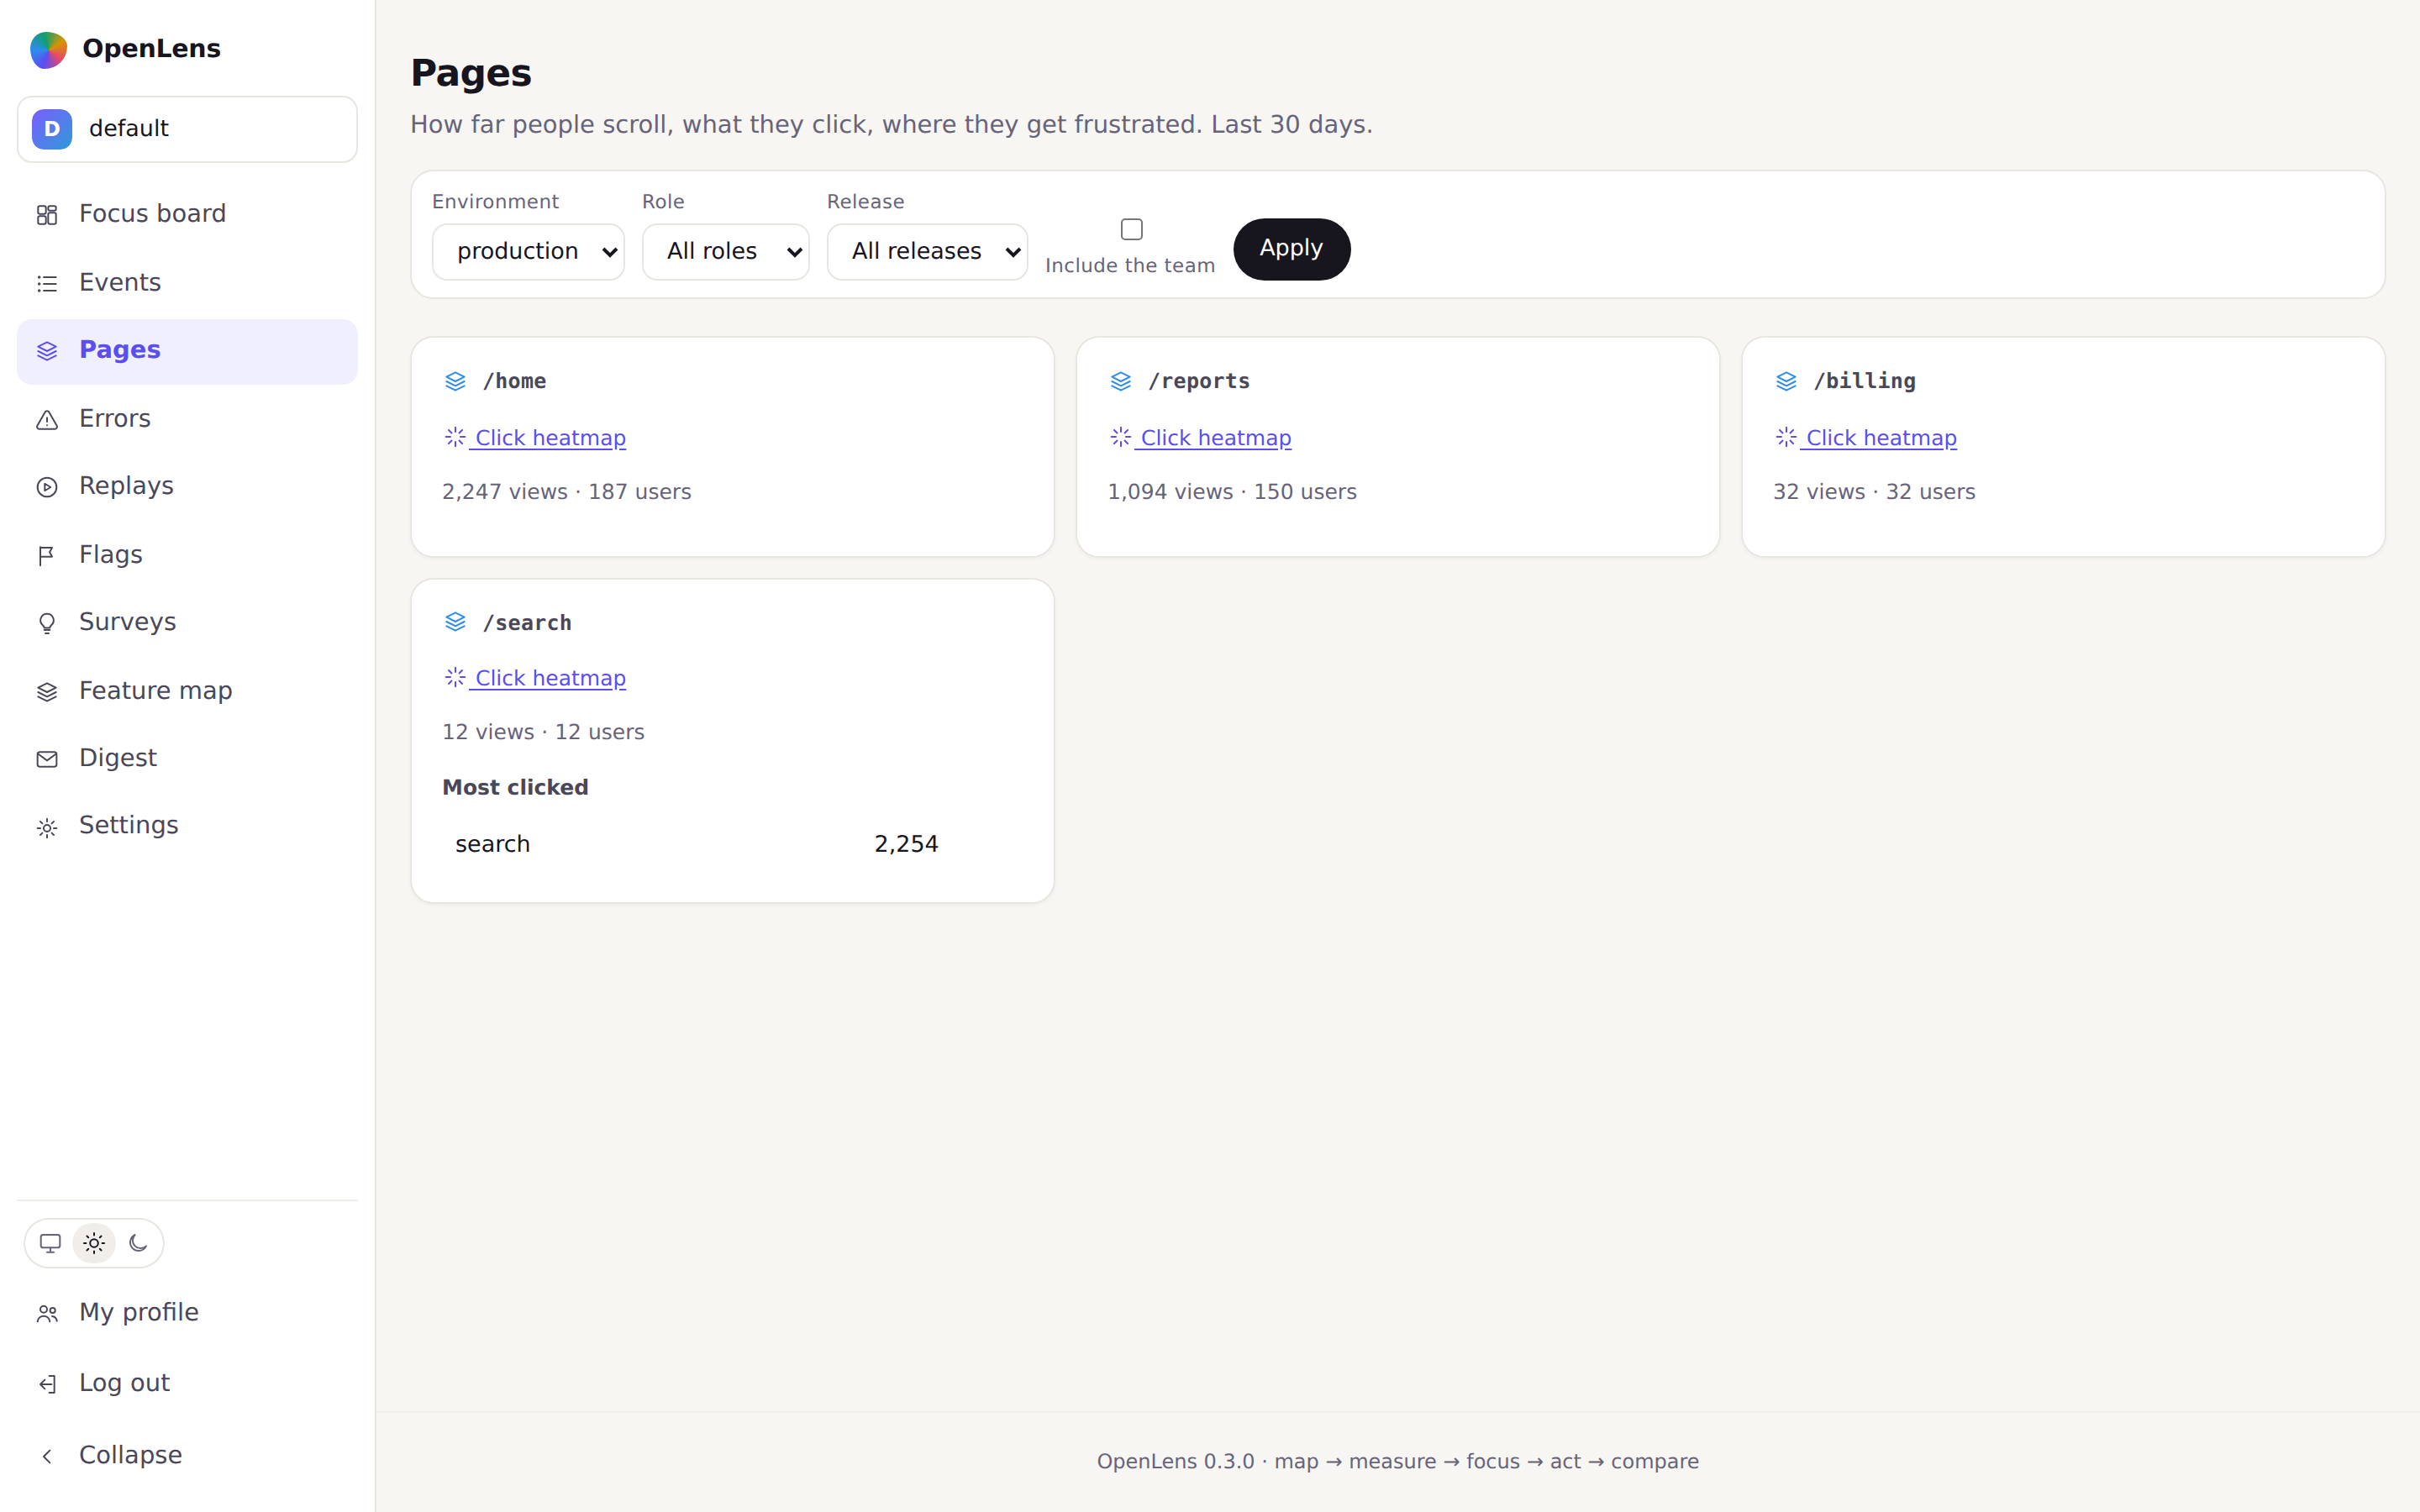 OpenLens
D default
Focus board
Events
Pages
Errors
Replays
Flags
Surveys
Feature map
Digest
Settings
My profile
Log out
Collapse
Pages
How far people scroll, what they click, where they get frustrated. Last 30 days.
Environment Role Release
production All roles All releases Include the team Apply
/home
Click heatmap
2,247 views · 187 users
/reports
Click heatmap
1,094 views · 150 users
/billing
Click heatmap
32 views · 32 users
/search
Click heatmap
12 views · 12 users
Most clicked
search 2,254
OpenLens 0.3.0 · map → measure → focus → act → compare